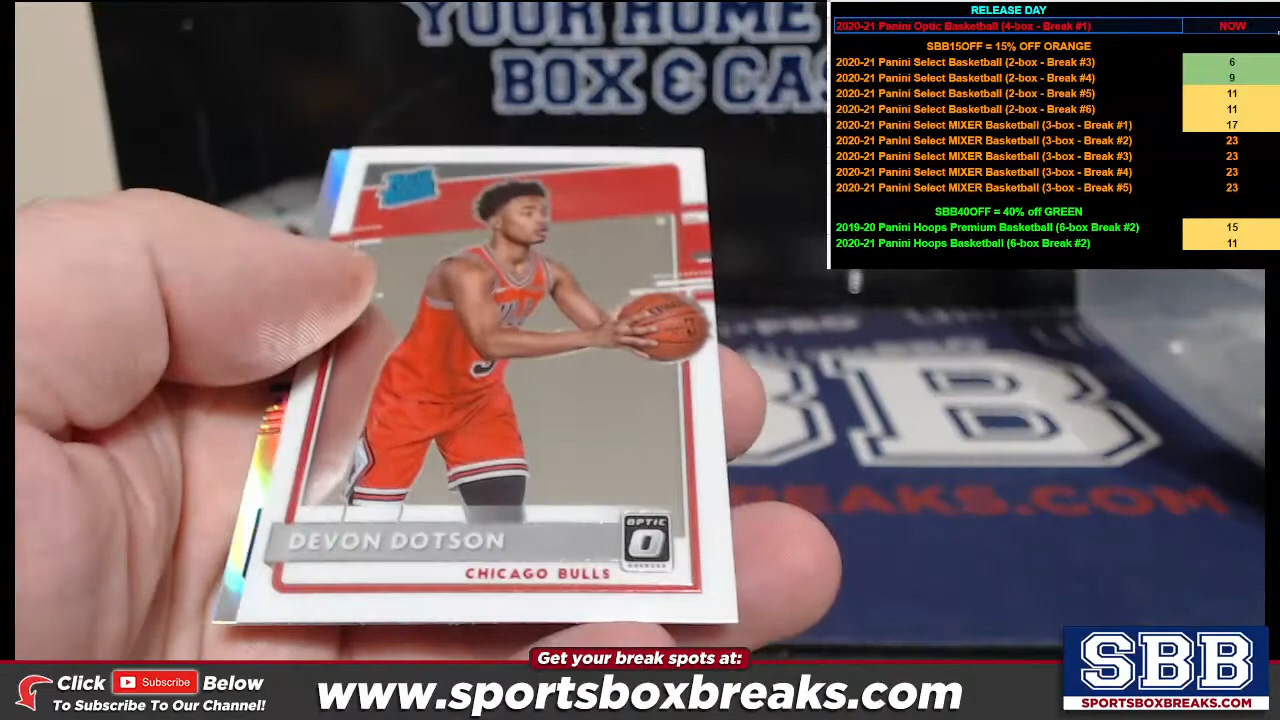 YOUR HOME
BOX & CA
RELEASE DAY
2020-21 Panini Optic Basketball (4-box - Break #1) NOW
SBB15OFF = 15% OFF ORANGE
2020-21 Panini Select Basketball (2-box - Break #3) 6
2020-21 Panini Select Basketball (2-box - Break #4) 9
2020-21 Panini Select Basketball (2-box - Break #5) 11
2020-21 Panini Select Basketball (2-box - Break #6) 11
2020-21 Panini Select MIXER Basketball (3-box - Break #1) 17
2020-21 Panini Select MIXER Basketball (3-box - Break #2) 23
2020-21 Panini Select MIXER Basketball (3-box - Break #3) 23
2020-21 Panini Select MIXER Basketball (3-box - Break #4) 23
2020-21 Panini Select MIXER Basketball (3-box - Break #5) 23
SBB40OFF = 40% off GREEN
2019-20 Panini Hoops Premium Basketball (6-box Break #2) 15
2020-21 Panini Hoops Basketball (6-box Break #2) 11
DEVON DOTSON
OPTIC
CHICAGO BULLS
BB
REAKS.COM
Get your break spots at:
Click Subscribe Below
To Subscribe To Our Channel!
www.sportsboxbreaks.com
SBB
SPORTSBOXBREAKS.COM